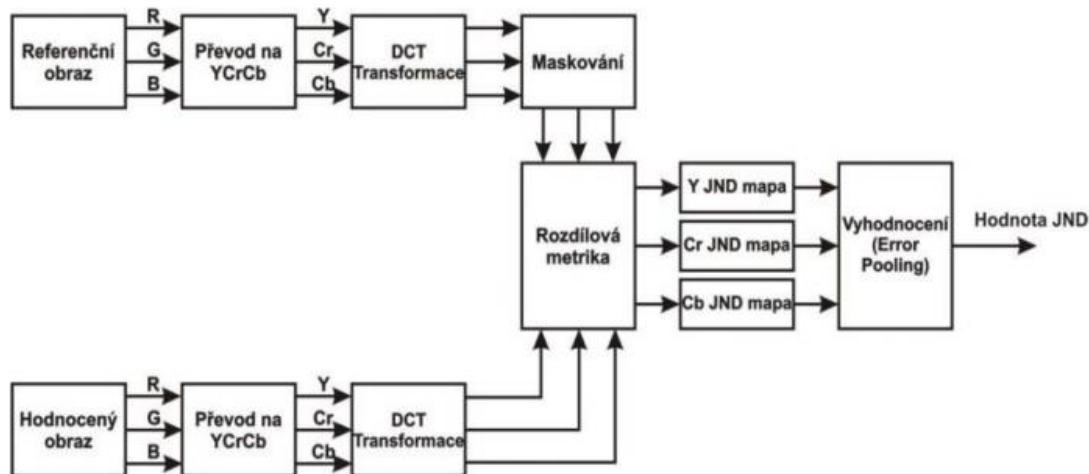 R
G
B
Referenční
obraz
Převod na
YCrCb
Y
Cr
Cb
DCT
Transformace
Maskování
Rozdílová
metrika
Y JND mapa
Cr JND mapa
Cb JND mapa
Vyhodnocení
(Error
Pooling)
Hodnota JND
R
G
B
Hodnocený
obraz
Převod na
YCrCb
Y
Cr
Cb
DCT
Transformace